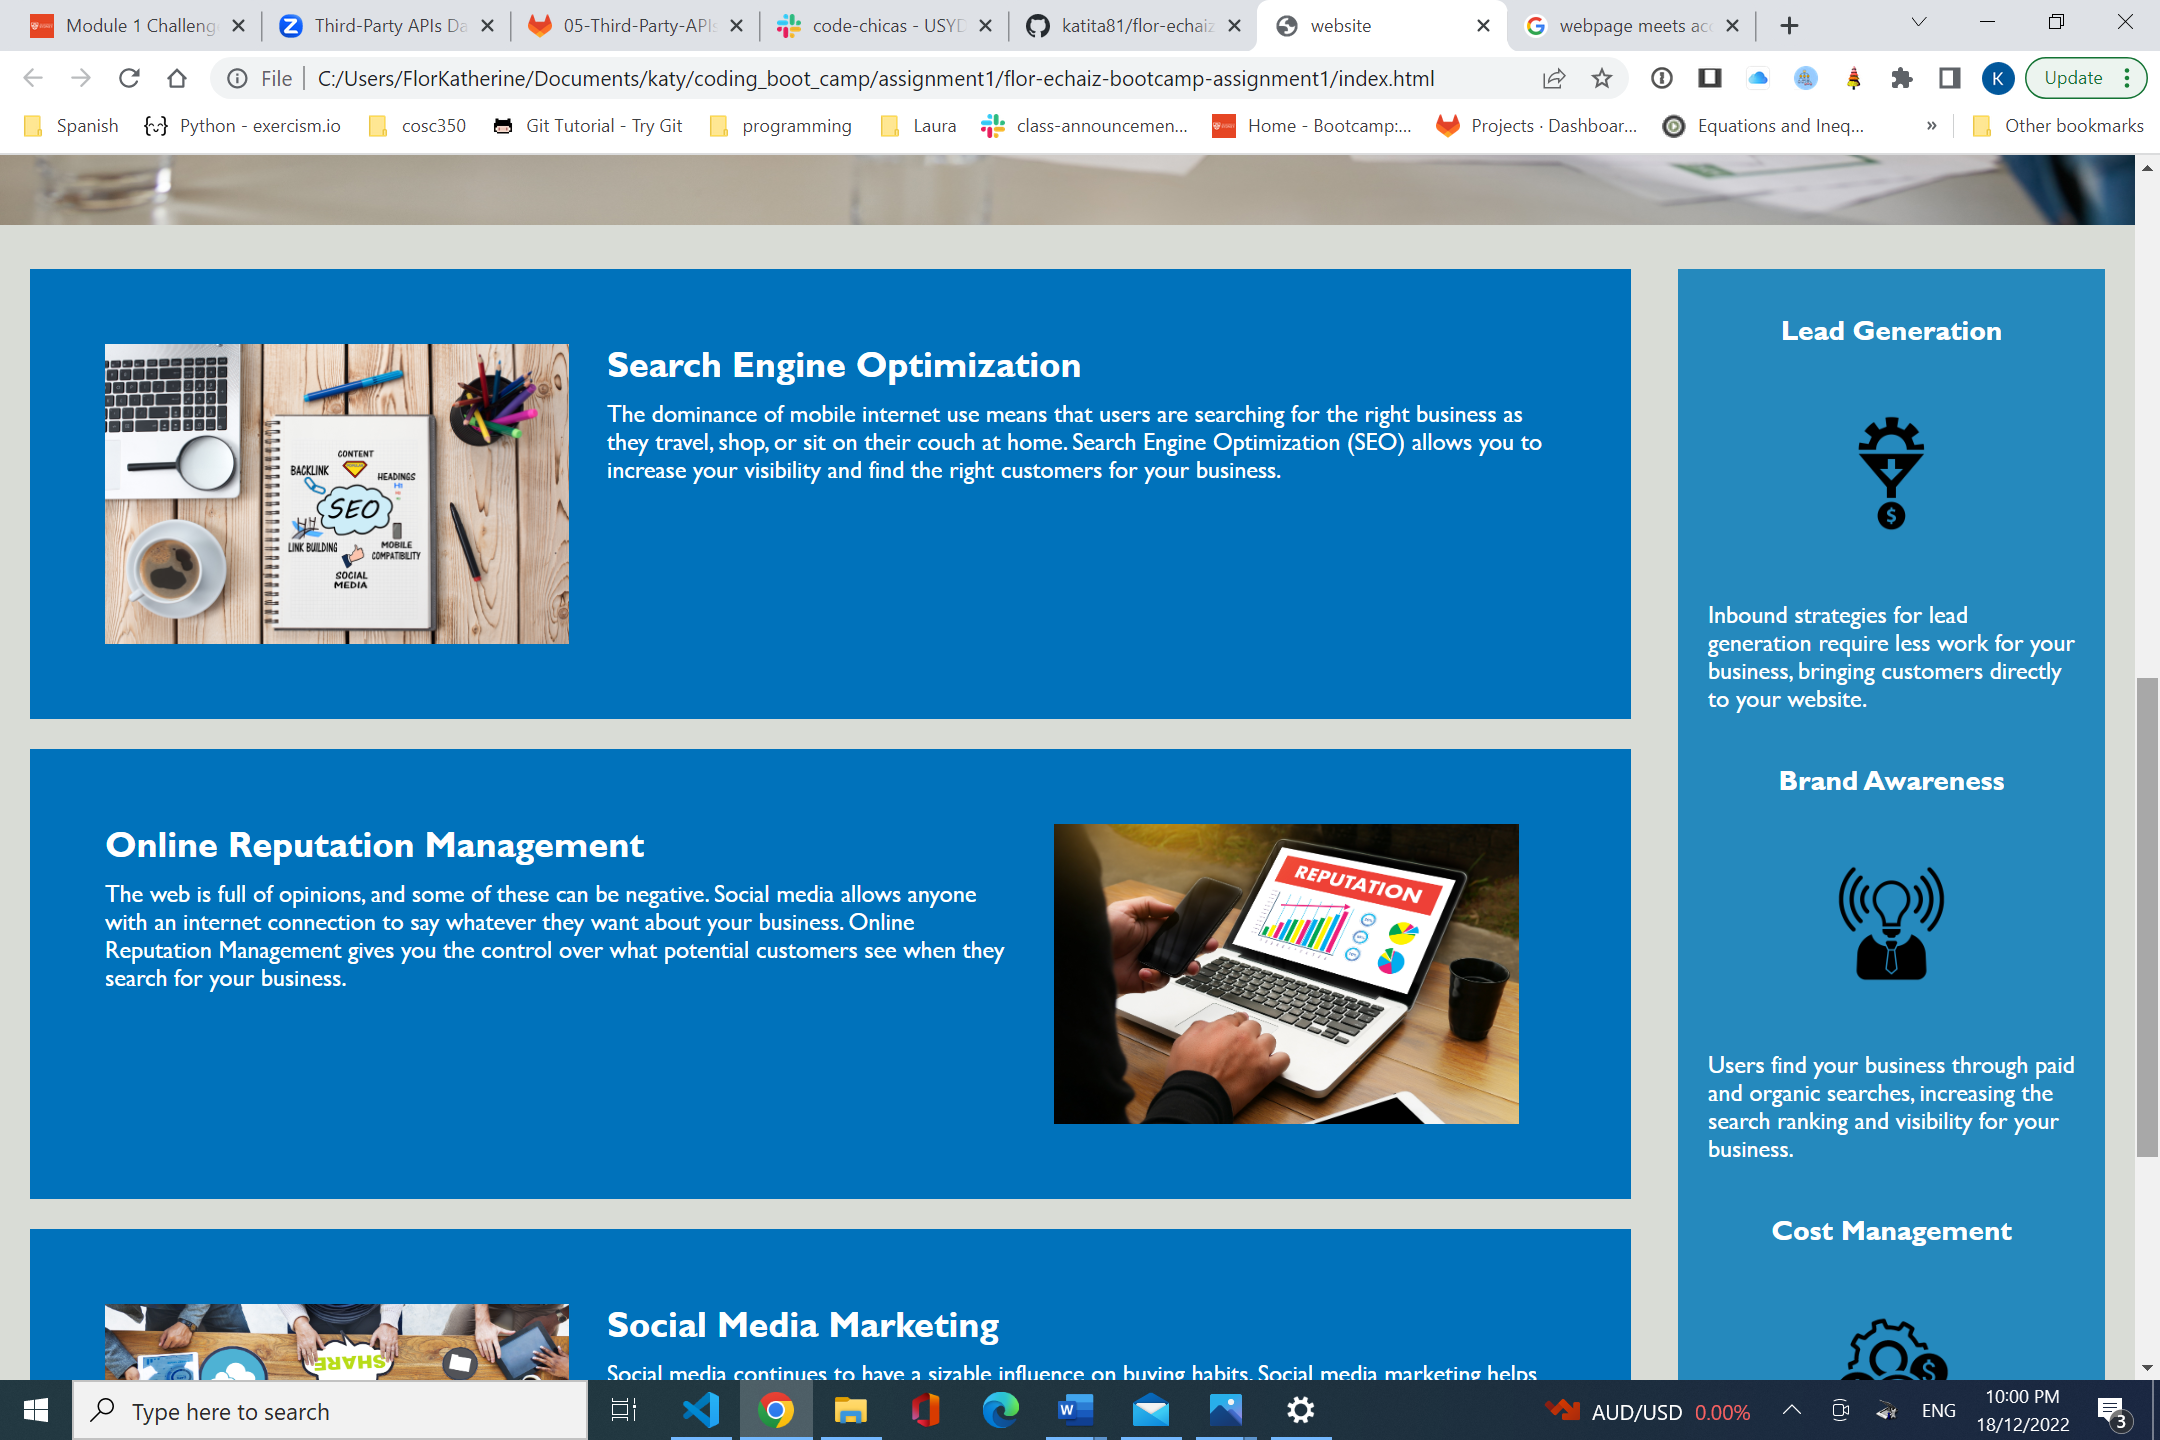 Module 1 Challeng
Third-Party APIs Da
05-Third-Party-APIs
code-chicas - USYD
katita81/flor-echaiz
website
webpage meets acc
File
C:/Users/FlorKatherine/Documents/katy/coding_boot_camp/assignment1/flor-echaiz-bootcamp-assignment1/index.html
K
Update
Spanish
Python - exercism.io
cosc350
Git Tutorial - Try Git
programming
Laura
class-announcemen...
Home - Bootcamp:...
Projects · Dashboar...
Equations and Ineq...
»
Other bookmarks
CONTENT
BACKLINK
HEADINGS
SEO
LINK BUILDING
MOBILE
COMPATIBILITY
SOCIAL
MEDIA
Search Engine Optimization
The dominance of mobile internet use means that users are searching for the right business as
they travel, shop, or sit on their couch at home. Search Engine Optimization (SEO) allows you to
increase your visibility and find the right customers for your business.
Online Reputation Management
The web is full of opinions, and some of these can be negative. Social media allows anyone
with an internet connection to say whatever they want about your business. Online
Reputation Management gives you the control over what potential customers see when they
search for your business.
REPUTATION
SHARE
Social Media Marketing
Social media continues to have a sizable influence on buying habits. Social media marketing helps
Lead Generation
$
Inbound strategies for lead
generation require less work for your
business, bringing customers directly
to your website.
Brand Awareness
Users find your business through paid
and organic searches, increasing the
search ranking and visibility for your
business.
Cost Management
$
Type here to search
W
AUD/USD 0.00%
ENG
10:00 PM
18/12/2022
3